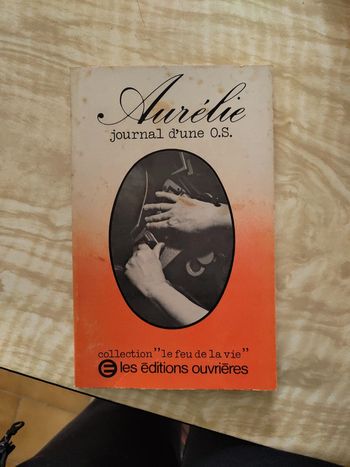 Aurélie
journal d'une O.S.
collection "le feu de la vie"
les éditions ouvrières